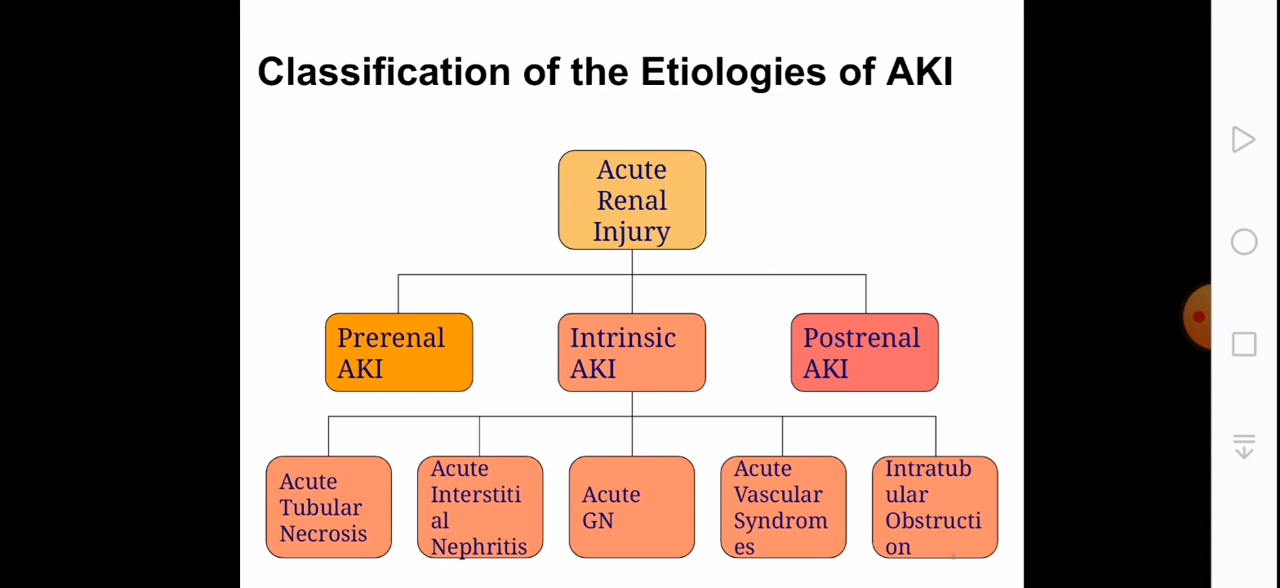 Classification of the Etiologies of AKI
Acute
Renal
Injury
Prerenal
AKI
Intrinsic
AKI
Postrenal
AKI
Acute
Tubular
Necrosis
Acute
Interstiti
al
Nephritis
Acute
GN
Acute
Vascular
Syndrom
es
Intratub
ular
Obstructi
on